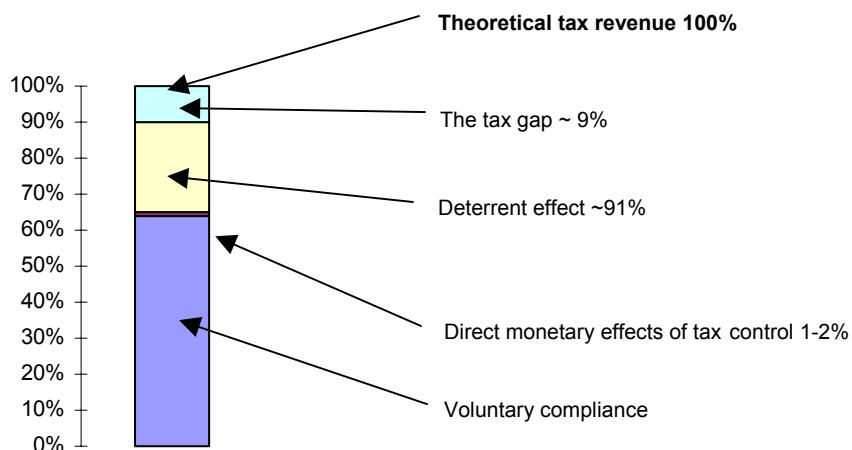 Theoretical tax revenue 100%
100%
90%
The tax gap ~ 9%
80%
70%
Deterrent effect ~91%
60%
50%
40%
30%
Direct monetary effects of tax control 1-2%
20%
10%
Voluntary compliance
0%